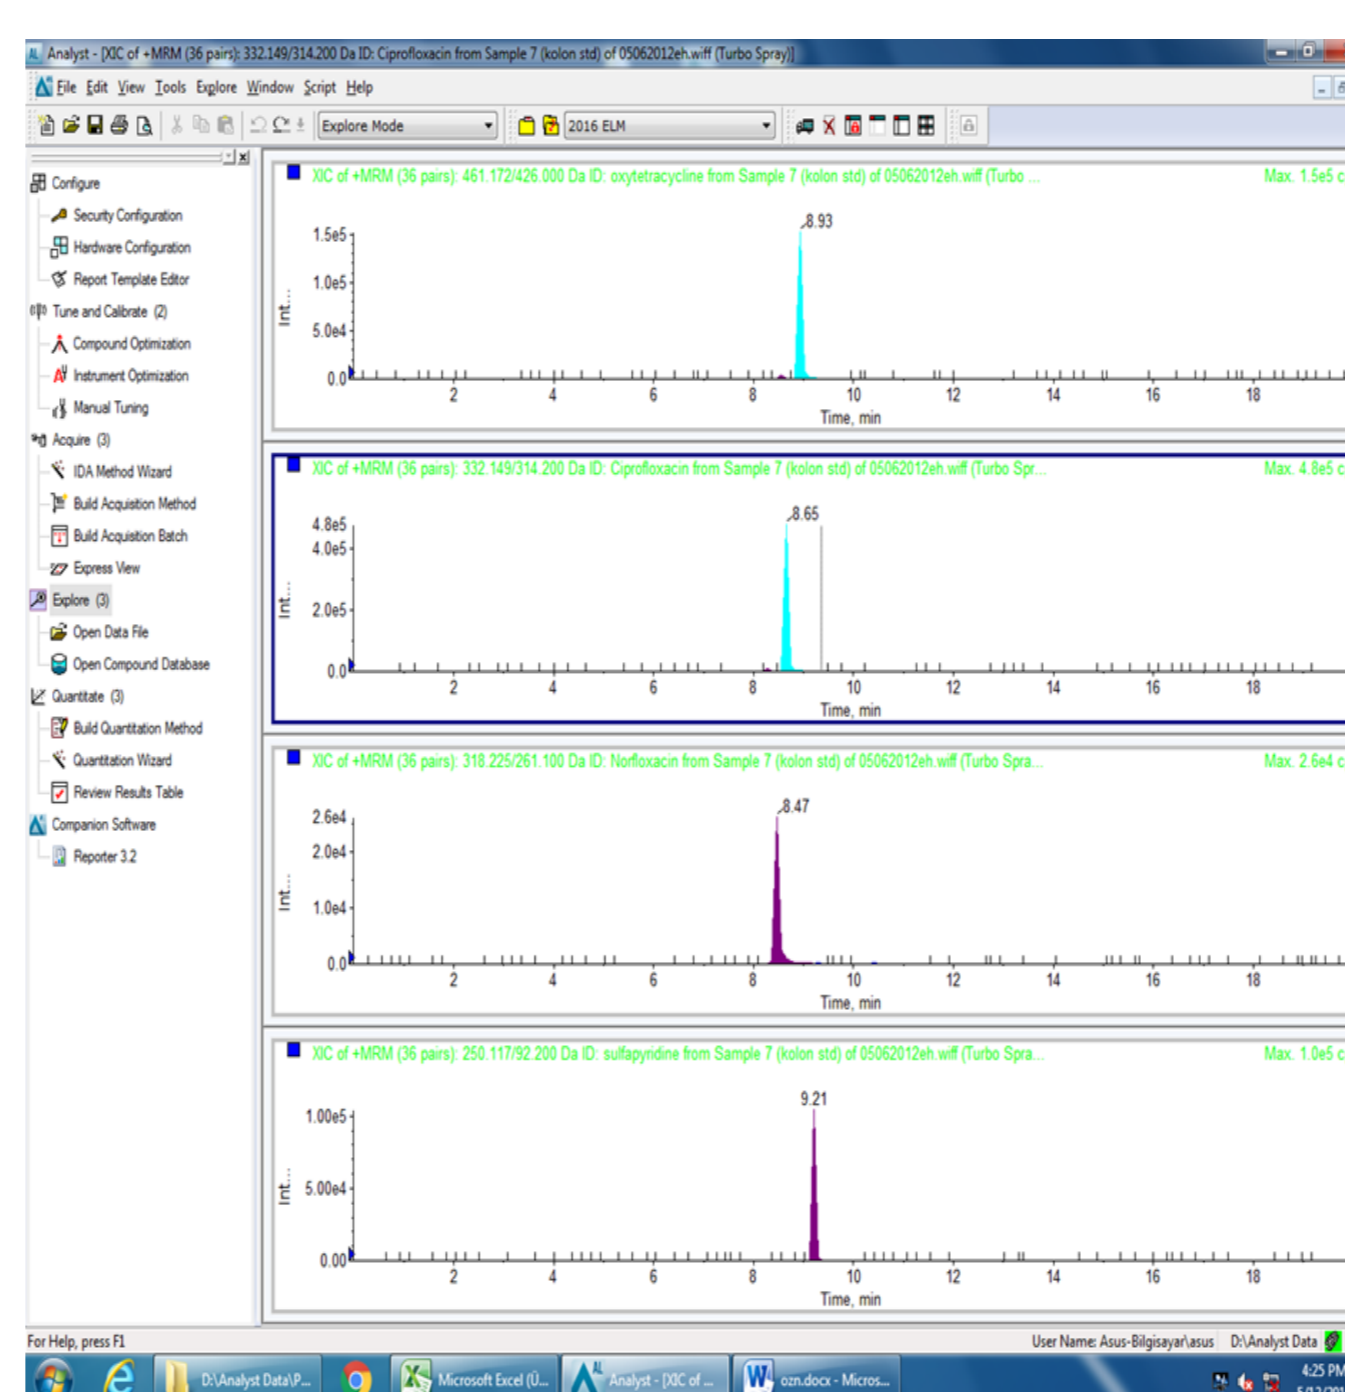 Analyst - [XIC of +MRM (36 pairs): 332.149/314.200 Da ID: Ciprofloxacin from Sample 7 (kolon std) of 05062012eh.wiff (Turbo Spray)]
File Edit View Tools Explore Window Script Help
Explore Mode 2016 ELM
Configure
Security Configuration
Hardware Configuration
Report Template Editor
Tune and Calibrate (2)
Compound Optimization
Instrument Optimization
Manual Tuning
Acquire (3)
IDA Method Wizard
Build Acquisition Method
Build Acquisition Batch
Express View
Explore (3)
Open Data File
Open Compound Database
Quantitate (3)
Build Quantitation Method
Quantitation Wizard
Review Results Table
Companion Software
Reporter 3.2
XIC of +MRM (36 pairs): 461.172/426.000 Da ID: oxytetracycline from Sample 7 (kolon std) of 05062012eh.wiff (Turbo ... Max. 1.5e5 c
8.93
1.5e5
1.0e5
5.0e4
0.0
Int...
2 4 6 8 10 12 14 16 18
Time, min
XIC of +MRM (36 pairs): 332.149/314.200 Da ID: Ciprofloxacin from Sample 7 (kolon std) of 05062012eh.wiff (Turbo Spr... Max. 4.8e5 c
8.65
4.8e5
4.0e5
2.0e5
0.0
Int...
2 4 6 8 10 12 14 16 18
Time, min
XIC of +MRM (36 pairs): 318.225/261.100 Da ID: Norfloxacin from Sample 7 (kolon std) of 05062012eh.wiff (Turbo Spra... Max. 2.6e4 c
8.47
2.6e4
2.0e4
1.0e4
0.0
Int...
2 4 6 8 10 12 14 16 18
Time, min
XIC of +MRM (36 pairs): 250.117/92.200 Da ID: sulfapyridine from Sample 7 (kolon std) of 05062012eh.wiff (Turbo Spra... Max. 1.0e5 c
9.21
1.00e5
5.00e4
0.00
Int...
2 4 6 8 10 12 14 16 18
Time, min
For Help, press F1 User Name: Asus-Bilgisayar\asus D:\Analyst Data
D:\Analyst Data\P... Microsoft Excel (Ü... Analyst - [XIC of ... ozn.docx - Micros... 4:25 PM